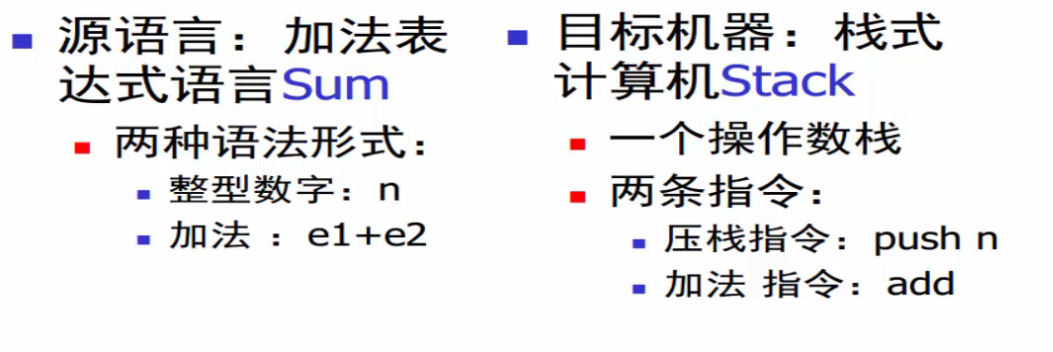 源语言：加法表
达式语言Sum
两种语法形式：
整型数字：n
加法 ：e1+e2
目标机器：栈式
计算机Stack
一个操作数栈
两条指令：
压栈指令：push n
加法 指令：add